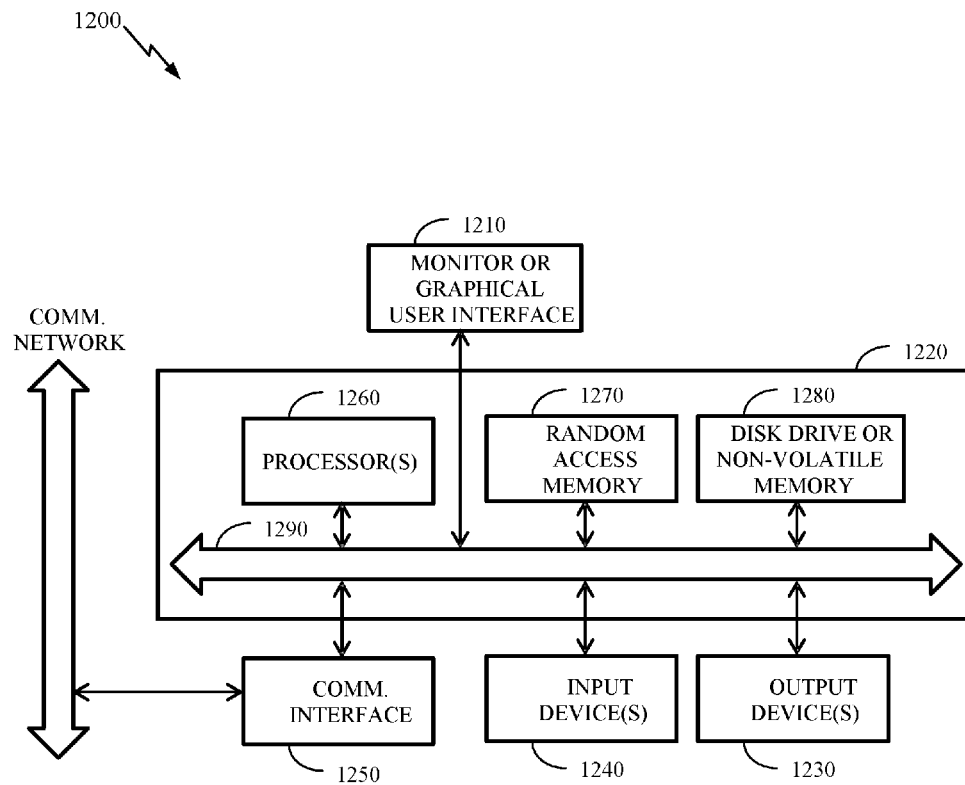 1200
1210
MONITOR OR
GRAPHICAL
USER INTERFACE
COMM.
NETWORK
1220
1260
PROCESSOR(S)
1270
RANDOM
ACCESS
MEMORY
1280
DISK DRIVE OR
NON-VOLATILE
MEMORY
1290
COMM.
INTERFACE
1250
INPUT
DEVICE(S)
1240
OUTPUT
DEVICE(S)
1230